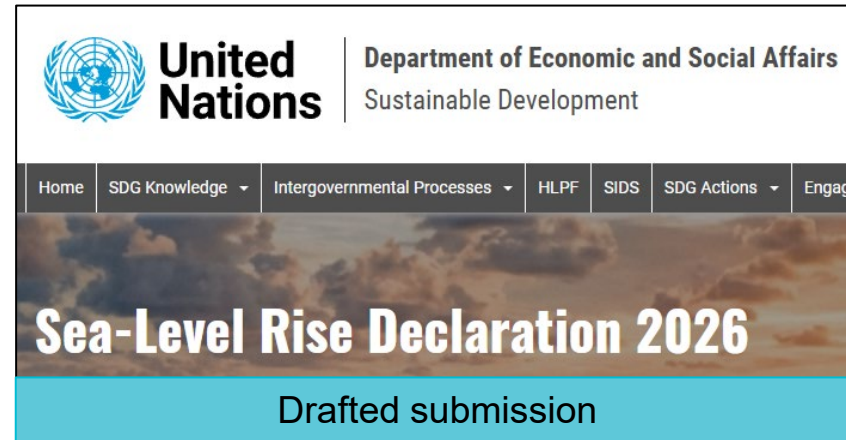 United
Nations
Department of Economic and Social Affairs
Sustainable Development
Home SDG Knowledge Intergovernmental Processes HLPF SIDS SDG Actions
Sea-Level Rise Declaration 2026
Drafted submission